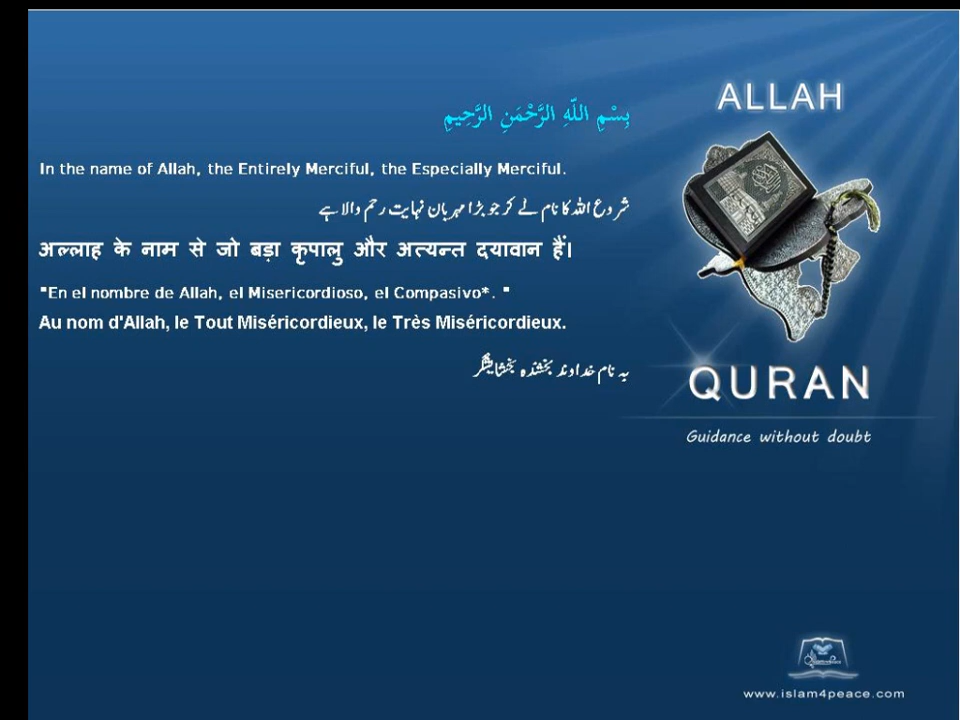 بِسْمِ اللّهِ الرَّحْمَنِ الرَّحِيمِ
In the name of Allah, the Entirely Merciful, the Especially Merciful.
شروع الله کا نام لے کر جو بڑا مہربان نہایت رحم والا ہے
अल्लाह के नाम से जो बड़ा कृपालु और अत्यन्त दयावान हैं।
"En el nombre de Allah, el Misericordioso, el Compasivo*. "
Au nom d'Allah, le Tout Miséricordieux, le Très Miséricordieux.
به نام خداوند بخشنده بخشایشگر
ALLAH
QURAN
Guidance without doubt
www.islam4peace.com